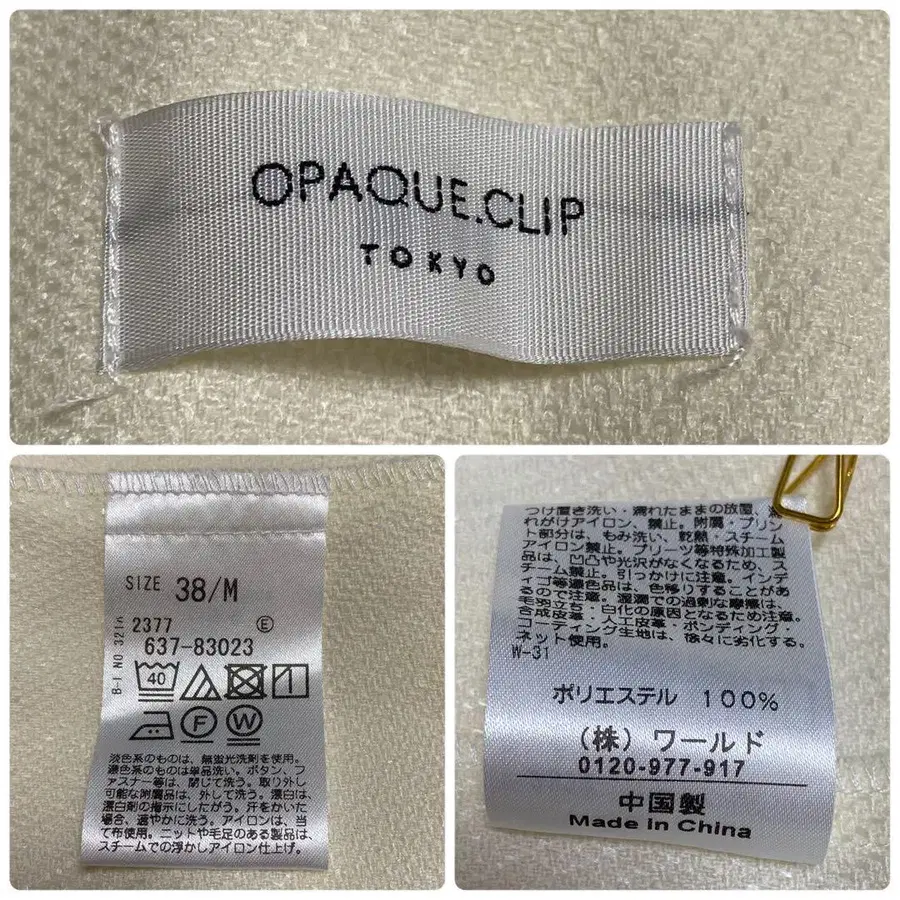 OPAQUE.CLIP
TOKYO
SIZE 38/M
2377 E
637-83023
B-I NO
40
F W
淡色系のものは、無蛍光洗剤を使用。
濃色系のものは単品洗い。ボタン、フ
ァスナー等は、閉じて洗う。取り外し
可能な附属品は、外して洗う。漂白は、
漂白剤の指示にしたがう。汗をかいた
場合、速やかに洗う。アイロンは、当
て布使用。ニットや毛足のある製品は、
スチームでの浮かしアイロン仕上げ。
つけ置き洗い・濡れたままの放置、
れがけアイロン、禁止。附属・プリン
ト部分は、もみ洗い、乾熱・スチーム
アイロン禁止。プリーツ等特殊加工製
品は、凹凸や光沢がなくなるため、ス
チーム禁止。引っかけに注意。インデ
ィゴ等濃色品は、色移りすることがあ
るので注意。湿潤での過剰な摩擦は、
毛羽立ち・白化の原因となるため注意。
合成皮革・人工皮革・ボンディング・
コーティング生地は、徐々に劣化する。
ネット使用。
W-31
ポリエステル 100%
(株) ワールド
0120-977-917
中国製
Made in China